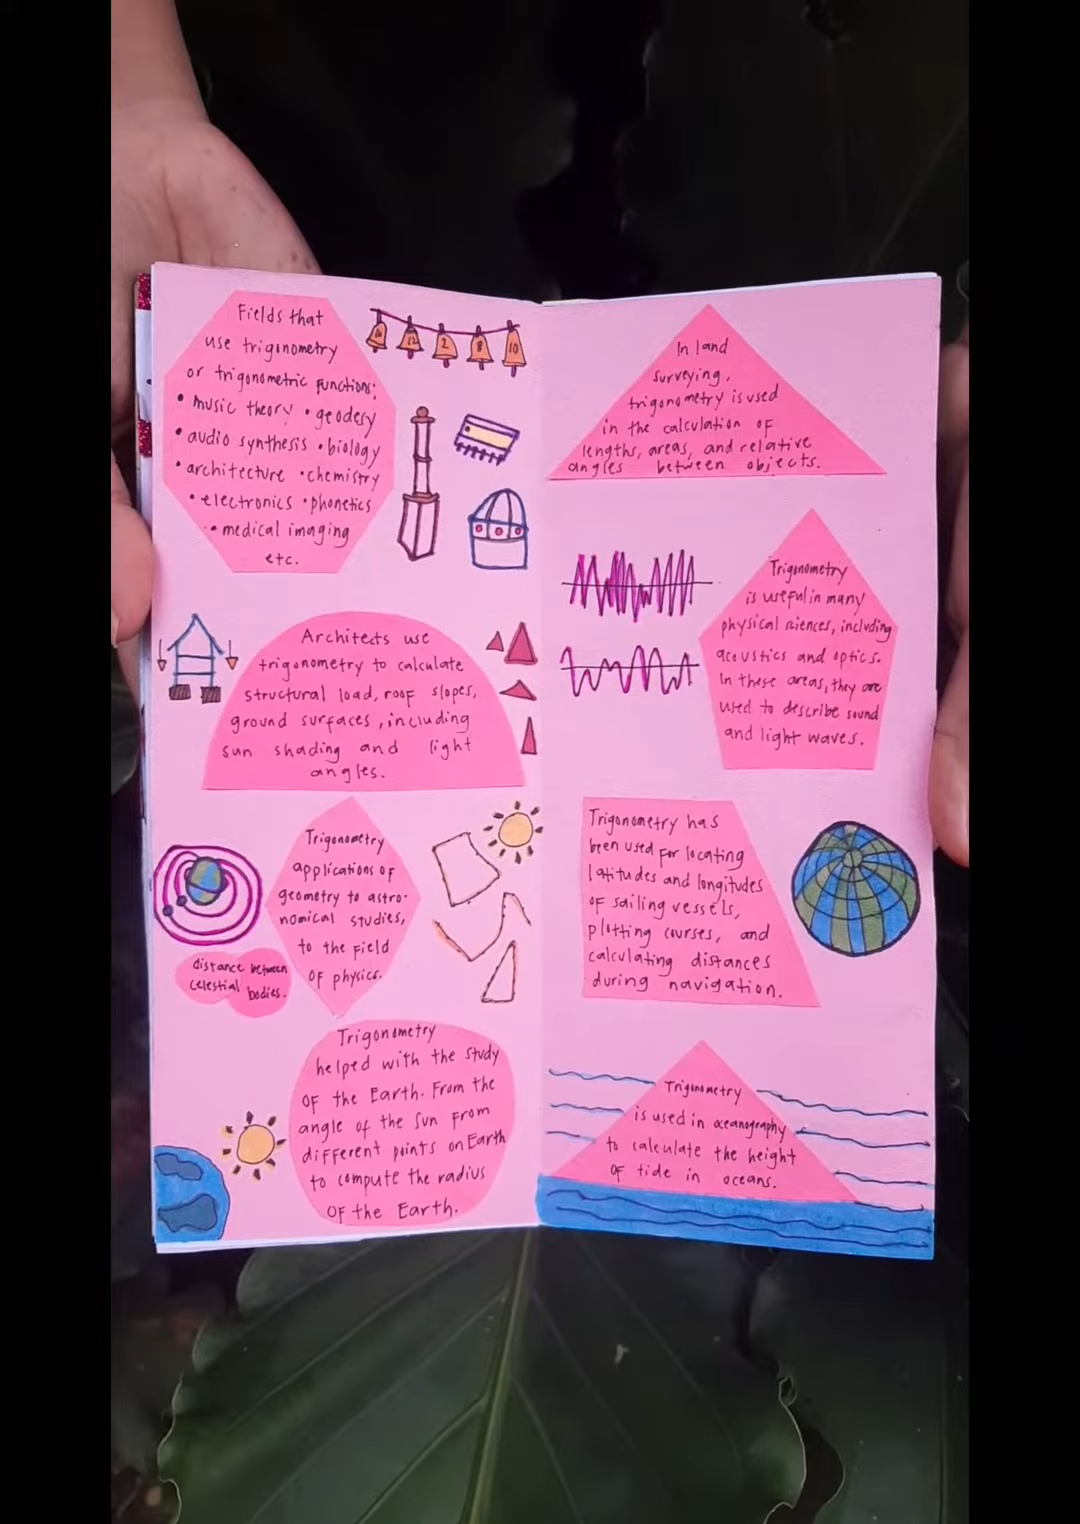 Fields that
use trigonometry
or trigonometric functions;
• music theory • geodesy
• audio synthesis • biology
• architecture • chemistry
• electronics • phonetics
• medical imaging
etc.
12
2
8
10
Architects use
trigonometry to calculate
structural load, roof slopes,
ground surfaces, including
sun shading and light
angles.
Trigonometry
applications of
geometry to astro-
nomical studies,
to the field
of physics.
distance between
celestial bodies.
Trigonometry
helped with the study
of the Earth. From the
angle of the sun from
different points on Earth
to compute the radius
of the Earth.
In land
surveying,
trigonometry is used
in the calculation of
lengths, areas, and relative
angles between objects.
Trigonometry
is useful in many
physical sciences, including
acoustics and optics.
In these areas, they are
used to describe sound
and light waves.
Trigonometry has
been used for locating
latitudes and longitudes
of sailing vessels,
plotting courses, and
calculating distances
during navigation.
Trigonometry
is used in oceanography
to calculate the height
of tide in oceans.